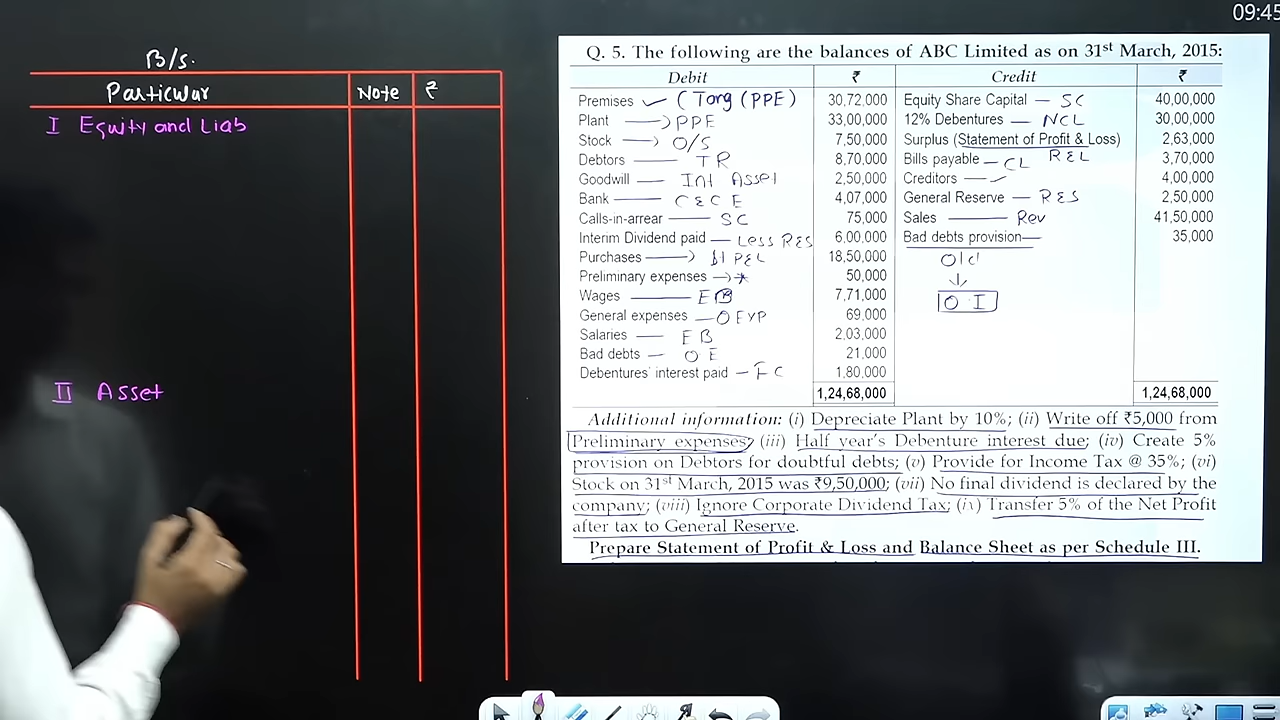 09:45
B/S.
Particular Note ₹
I Equity and Liab
II Asset
Q. 5. The following are the balances of ABC Limited as on 31st March, 2015:
Debit ₹ Credit ₹
Premises (Tang (PPE) 30,72,000 Equity Share Capital — SC 40,00,000
Plant → PPE 33,00,000 12% Debentures — NCL 30,00,000
Stock → O/S 7,50,000 Surplus (Statement of Profit & Loss) 2,63,000
Debtors — TR 8,70,000 Bills payable — CL R&L 3,70,000
Goodwill — Int Asset 2,50,000 Creditors — 4,00,000
Bank — C&CE 4,07,000 General Reserve — R&S 2,50,000
Calls-in-arrear — SC 75,000 Sales — Rev 41,50,000
Interim Dividend paid — Less R&S 6,00,000 Bad debts provision — 35,000
Purchases → P&L 18,50,000 Old
Preliminary expenses → * 50,000 ↓
Wages — EB 7,71,000 O I
General expenses — O EXP 69,000
Salaries — EB 2,03,000
Bad debts — OE 21,000
Debentures' interest paid — FC 1,80,000
1,24,68,000 1,24,68,000
Additional information: (i) Depreciate Plant by 10%; (ii) Write off ₹5,000 from
Preliminary expenses; (iii) Half year's Debenture interest due; (iv) Create 5%
provision on Debtors for doubtful debts; (v) Provide for Income Tax @ 35%; (vi)
Stock on 31st March, 2015 was ₹9,50,000; (vii) No final dividend is declared by the
company; (viii) Ignore Corporate Dividend Tax; (ix) Transfer 5% of the Net Profit
after tax to General Reserve.
Prepare Statement of Profit & Loss and Balance Sheet as per Schedule III.